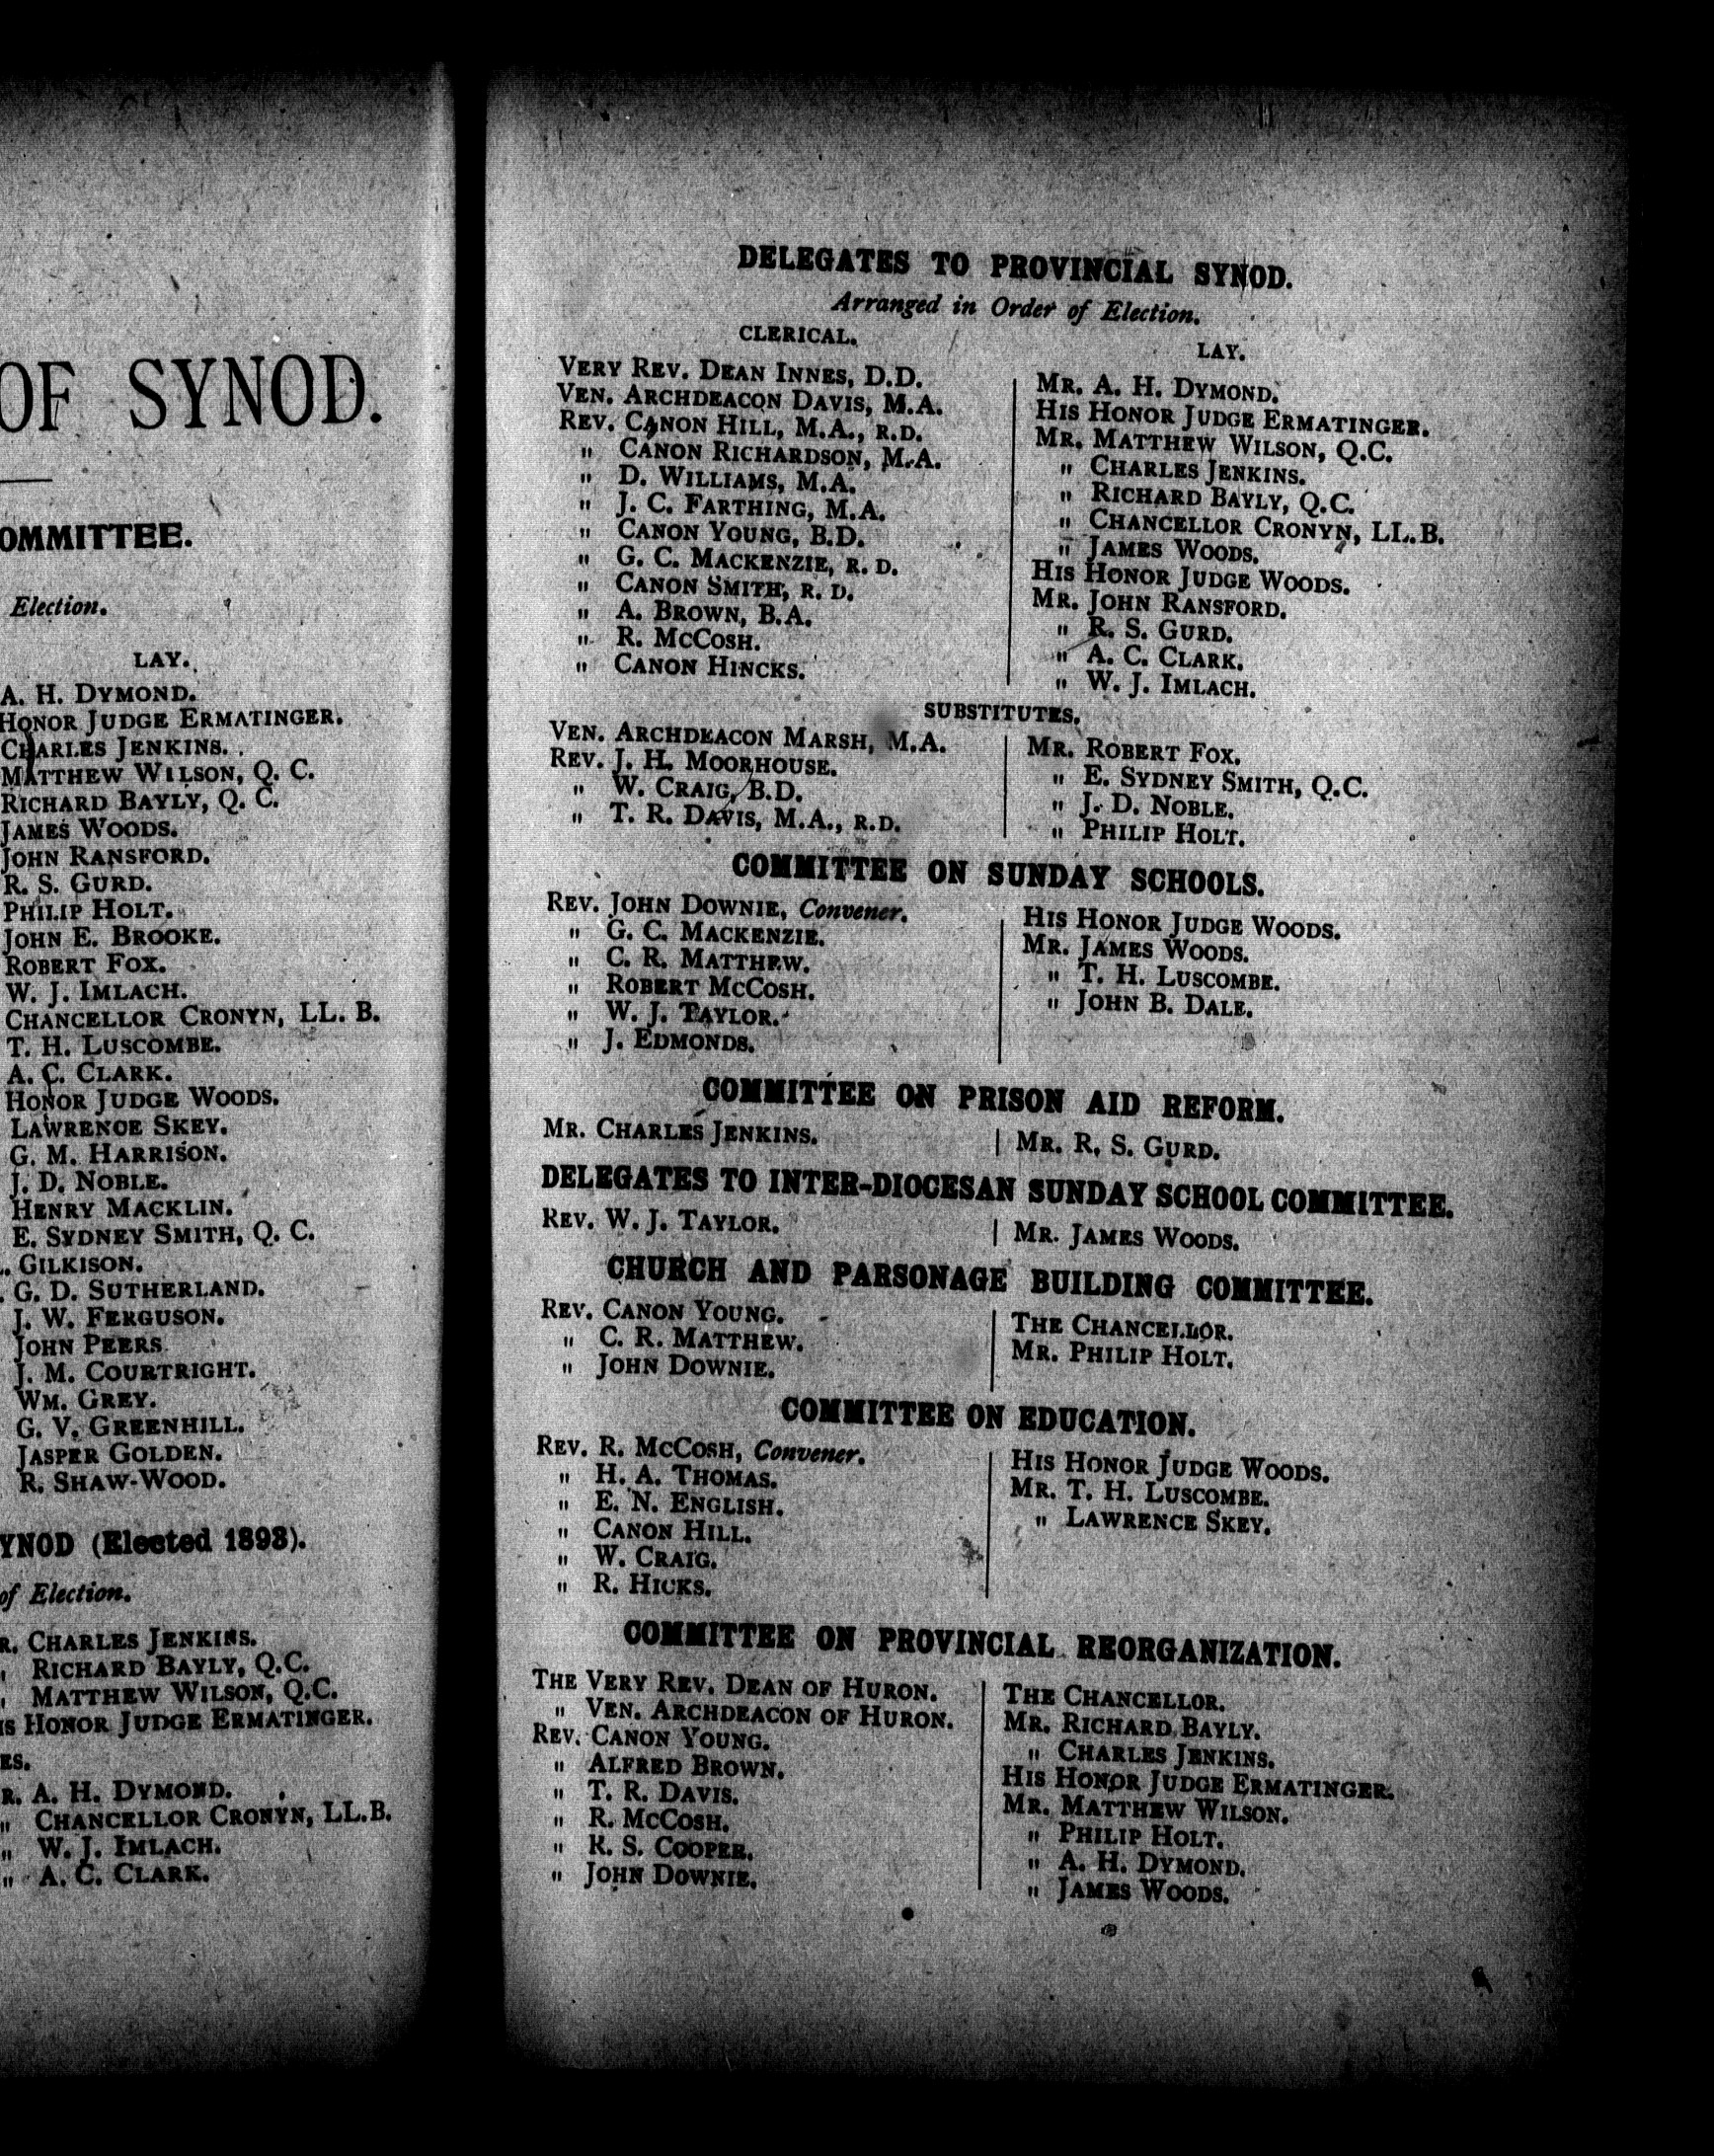 OF SYNOD.
OMMITTEE.
Election.
LAY.
A. H. DYMOND.
HONOR JUDGE ERMATINGER.
CHARLES JENKINS.
MATTHEW WILSON, Q. C.
RICHARD BAYLY, Q. C.
JAMES WOODS.
JOHN RANSFORD.
R. S. GURD.
PHILIP HOLT.
JOHN E. BROOKE.
ROBERT FOX.
W. J. IMLACH.
CHANCELLOR CRONYN, LL. B.
T. H. LUSCOMBE.
A. C. CLARK.
HONOR JUDGE WOODS.
LAWRENCE SKEY.
G. M. HARRISON.
J. D. NOBLE.
HENRY MACKLIN.
E. SYDNEY SMITH, Q. C.
. GILKISON.
. G. D. SUTHERLAND.
J. W. FERGUSON.
JOHN PEERS.
J. M. COURTRIGHT.
WM. GREY.
G. V. GREENHILL.
JASPER GOLDEN.
R. SHAW-WOOD.
YNOD (Elected 1893).
of Election.
R. CHARLES JENKINS.
" RICHARD BAYLY, Q.C.
" MATTHEW WILSON, Q.C.
IS HONOR JUDGE ERMATINGER.
ES.
R. A. H. DYMOND.
" CHANCELLOR CRONYN, LL.B.
" W. J. IMLACH.
" A. C. CLARK.
DELEGATES TO PROVINCIAL SYNOD.
Arranged in Order of Election.
CLERICAL.
VERY REV. DEAN INNES, D.D.
VEN. ARCHDEACON DAVIS, M.A.
REV. CANON HILL, M.A., R.D.
" CANON RICHARDSON, M.A.
" D. WILLIAMS, M.A.
" J. C. FARTHING, M.A.
" CANON YOUNG, B.D.
" G. C. MACKENZIE, R. D.
" CANON SMITH, R. D.
" A. BROWN, B.A.
" R. MCCOSH.
" CANON HINCKS.
LAY.
MR. A. H. DYMOND.
HIS HONOR JUDGE ERMATINGER.
MR. MATTHEW WILSON, Q.C.
" CHARLES JENKINS.
" RICHARD BAYLY, Q.C.
" CHANCELLOR CRONYN, LL.B.
" JAMES WOODS.
HIS HONOR JUDGE WOODS.
MR. JOHN RANSFORD.
" R. S. GURD.
" A. C. CLARK.
" W. J. IMLACH.
SUBSTITUTES.
VEN. ARCHDEACON MARSH, M.A.
REV. J. H. MOORHOUSE.
" W. CRAIG, B.D.
" T. R. DAVIS, M.A., R.D.
MR. ROBERT FOX.
" E. SYDNEY SMITH, Q.C.
" J. D. NOBLE.
" PHILIP HOLT.
COMMITTEE ON SUNDAY SCHOOLS.
REV. JOHN DOWNIE, Convener.
" G. C. MACKENZIE.
" C. R. MATTHEW.
" ROBERT MCCOSH.
" W. J. TAYLOR.
" J. EDMONDS.
HIS HONOR JUDGE WOODS.
MR. JAMES WOODS.
" T. H. LUSCOMBE.
" JOHN B. DALE.
COMMITTEE ON PRISON AID REFORM.
MR. CHARLES JENKINS.
MR. R. S. GURD.
DELEGATES TO INTER-DIOCESAN SUNDAY SCHOOL COMMITTEE.
REV. W. J. TAYLOR.
MR. JAMES WOODS.
CHURCH AND PARSONAGE BUILDING COMMITTEE.
REV. CANON YOUNG.
" C. R. MATTHEW.
" JOHN DOWNIE.
THE CHANCELLOR.
MR. PHILIP HOLT.
COMMITTEE ON EDUCATION.
REV. R. MCCOSH, Convener.
" H. A. THOMAS.
" E. N. ENGLISH.
" CANON HILL.
" W. CRAIG.
" R. HICKS.
HIS HONOR JUDGE WOODS.
MR. T. H. LUSCOMBE.
" LAWRENCE SKEY.
COMMITTEE ON PROVINCIAL REORGANIZATION.
THE VERY REV. DEAN OF HURON.
" VEN. ARCHDEACON OF HURON.
REV. CANON YOUNG.
" ALFRED BROWN.
" T. R. DAVIS.
" R. MCCOSH.
" R. S. COOPER.
" JOHN DOWNIE.
THE CHANCELLOR.
MR. RICHARD BAYLY.
" CHARLES JENKINS.
HIS HONOR JUDGE ERMATINGER.
MR. MATTHEW WILSON.
" PHILIP HOLT.
" A. H. DYMOND.
" JAMES WOODS.